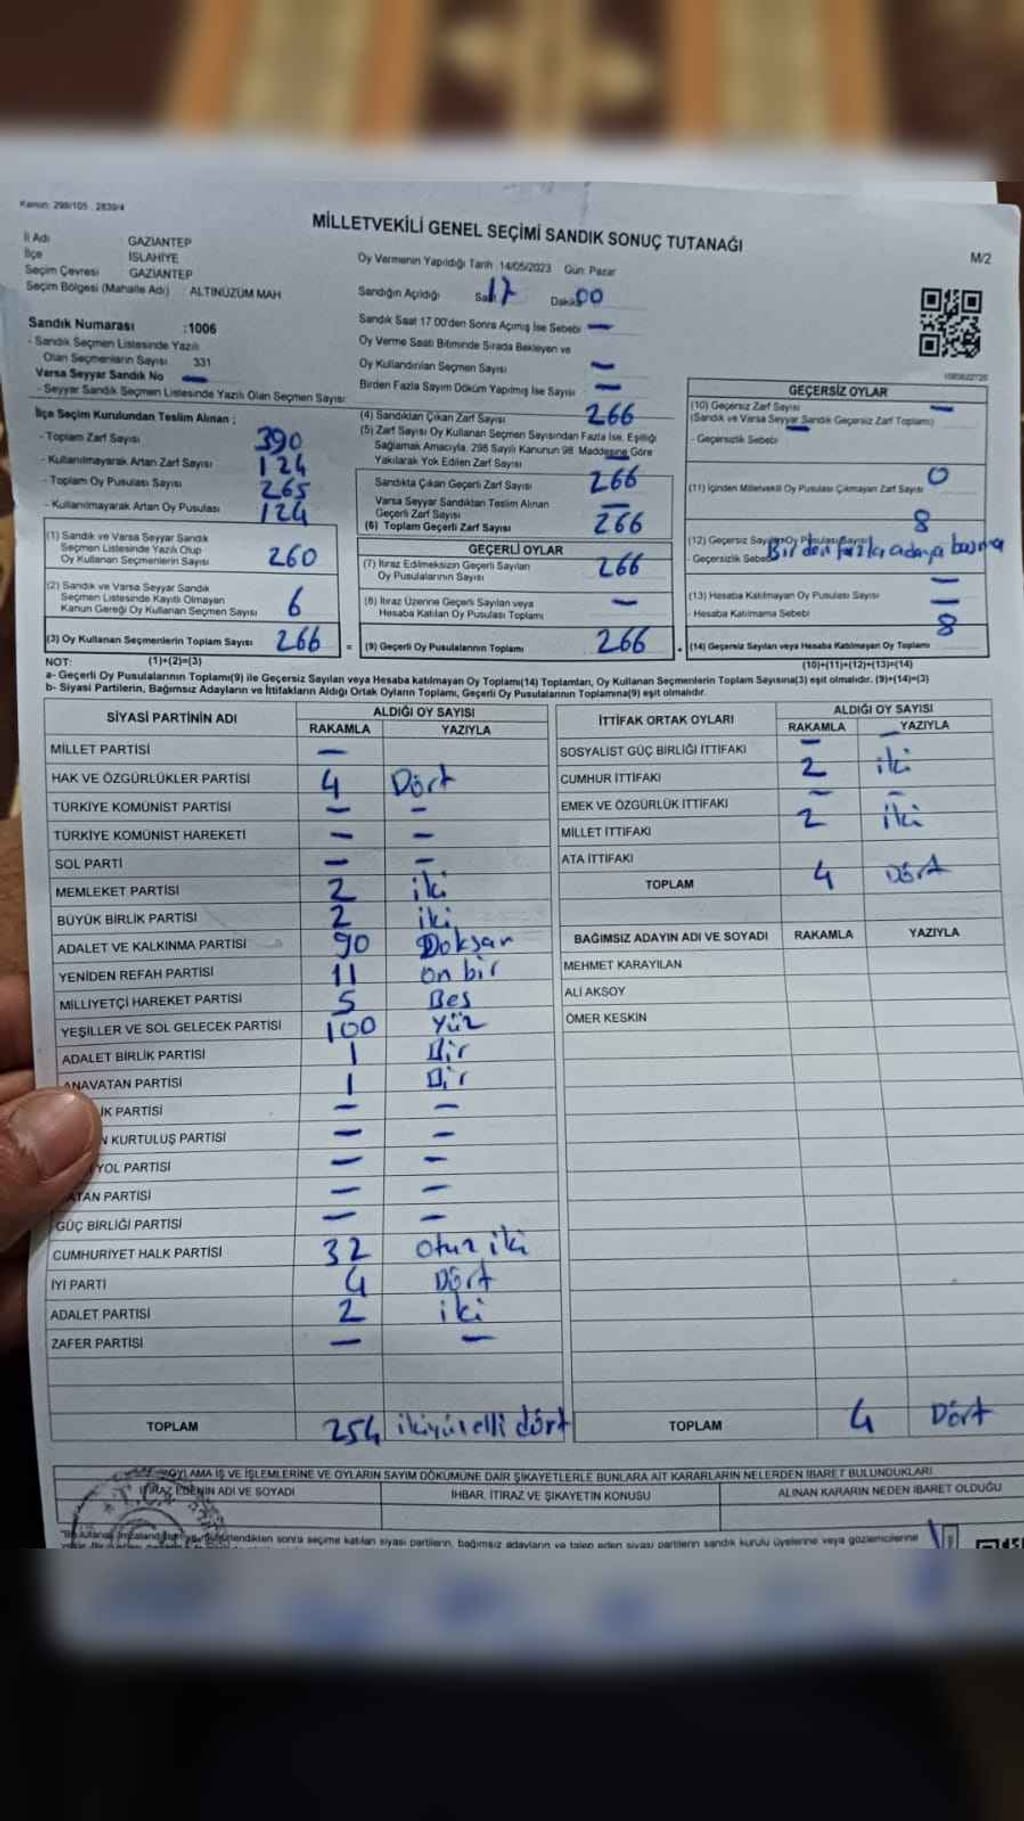 Kanun: 298/105 . 2839/4
MİLLETVEKİLİ GENEL SEÇİMİ SANDIK SONUÇ TUTANAĞI
M/2
İl Adı GAZİANTEP
İlçe İSLAHİYE
Seçim Çevresi GAZİANTEP
Seçim Bölgesi (Mahalle Adı) ALTINÜZÜM MAH
Oy Vermenin Yapıldığı Tarih 14/05/2023 Gün: Pazar
Sandığın Açıldığı Saat 17 Dakika 00
Sandık Numarası :1006
- Sandık Seçmen Listesinde Yazılı
Olan Seçmenlerin Sayısı 331
Varsa Seyyar Sandık No —
- Seyyar Sandık Seçmen Listesinde Yazılı Olan Seçmen Sayısı
Sandık Saat 17.00'den Sonra Açmış İse Sebebi —
Oy Verme Saati Bitiminde Sırada Bekleyen ve
Oy Kullandırılan Seçmen Sayısı —
Birden Fazla Sayım Döküm Yapılmış İse Sayısı —
İlçe Seçim Kurulundan Teslim Alınan ;
- Toplam Zarf Sayısı 390
- Kullanılmayarak Artan Zarf Sayısı 124
- Toplam Oy Pusulası Sayısı 265
- Kullanılmayarak Artan Oy Pusulası 124
(1) Sandık ve Varsa Seyyar Sandık
Seçmen Listesinde Yazılı Olup
Oy Kullanan Seçmenlerin Sayısı 260
(2) Sandık ve Varsa Seyyar Sandık
Seçmen Listesinde Kayıtlı Olmayan
Kanun Gereği Oy Kullanan Seçmen Sayısı 6
(3) Oy Kullanan Seçmenlerin Toplam Sayısı 266
(4) Sandıktan Çıkan Zarf Sayısı 266
(5) Zarf Sayısı Oy Kullanan Seçmen Sayısından Fazla İse, Eşitliği
Sağlamak Amacıyla, 298 Sayılı Kanunun 98. Maddesine Göre
Yakılarak Yok Edilen Zarf Sayısı —
Sandıkta Çıkan Geçerli Zarf Sayısı 266
Varsa Seyyar Sandıktan Teslim Alınan
Geçerli Zarf Sayısı —
(6) Toplam Geçerli Zarf Sayısı 266
GEÇERLİ OYLAR
(7) İtiraz Edilmeksizin Geçerli Sayılan
Oy Pusulalarının Sayısı 266
(8) İtiraz Üzerine Geçerli Sayılan veya
Hesaba Katılan Oy Pusulası Toplamı —
= (9) Geçerli Oy Pusulalarının Toplamı 266
GEÇERSİZ OYLAR
(10) Geçersiz Zarf Sayısı —
(Sandık ve Varsa Seyyar Sandık Geçersiz Zarf Toplamı)
- Geçersizlik Sebebi —
(11) İçinden Milletvekili Oy Pusulası Çıkmayan Zarf Sayısı 0
(12) Geçersiz Sayılan Oy Pusulası Sayısı 8
- Geçersizlik Sebebi Birden fazla adaya basma
(13) Hesaba Katılmayan Oy Pusulası Sayısı —
- Hesaba Katılmama Sebebi —
+ (14) Geçersiz Sayılan veya Hesaba Katılmayan Oy Toplamı 8
NOT: (1)+(2)=(3)
(10)+(11)+(12)+(13)=(14)
a- Geçerli Oy Pusulalarının Toplamı(9) ile Geçersiz Sayılan veya Hesaba katılmayan Oy Toplamı(14) Toplamları, Oy Kullanan Seçmenlerin Toplam Sayısına(3) eşit olmalıdır. (9)+(14)=(3)
b- Siyasi Partilerin, Bağımsız Adayların ve İttifakların Aldığı Ortak Oyların Toplamı, Geçerli Oy Pusulalarının Toplamına(9) eşit olmalıdır.
SİYASİ PARTİNİN ADI ALDIĞI OY SAYISI
RAKAMLA YAZIYLA
MİLLET PARTİSİ —
HAK VE ÖZGÜRLÜKLER PARTİSİ 4 Dört
TÜRKİYE KOMÜNİST PARTİSİ — —
TÜRKİYE KOMÜNİST HAREKETİ — —
SOL PARTİ — —
MEMLEKET PARTİSİ 2 iki
BÜYÜK BİRLİK PARTİSİ 2 iki
ADALET VE KALKINMA PARTİSİ 90 Doksan
YENİDEN REFAH PARTİSİ 11 on bir
MİLLİYETÇİ HAREKET PARTİSİ 5 Bes
YEŞİLLER VE SOL GELECEK PARTİSİ 100 Yüz
ADALET BİRLİK PARTİSİ 1 Bir
ANAVATAN PARTİSİ 1 Bir
İK PARTİSİ — —
KURTULUŞ PARTİSİ — —
YOL PARTİSİ — —
ATAN PARTİSİ — —
GÜÇ BİRLİĞİ PARTİSİ — —
CUMHURİYET HALK PARTİSİ 32 otuz iki
İYİ PARTİ 4 Dört
ADALET PARTİSİ 2 iki
ZAFER PARTİSİ — —
TOPLAM 254 ikiyüzelli dört
İTTİFAK ORTAK OYLARI ALDIĞI OY SAYISI
RAKAMLA YAZIYLA
SOSYALİST GÜÇ BİRLİĞİ İTTİFAKI — —
CUMHUR İTTİFAKI 2 iki
EMEK VE ÖZGÜRLÜK İTTİFAKI — —
MİLLET İTTİFAKI 2 iki
ATA İTTİFAKI
TOPLAM 4 Dört
BAĞIMSIZ ADAYIN ADI VE SOYADI RAKAMLA YAZIYLA
MEHMET KARAYILAN
ALİ AKSOY
ÖMER KESKİN
TOPLAM 4 Dört
OYLAMA İŞ VE İŞLEMLERİNE VE OYLARIN SAYIM DÖKÜMÜNE DAİR ŞİKAYETLERLE BUNLARA AİT KARARLARIN NELERDEN İBARET BULUNDUKLARI
İTİRAZ EDENİN ADI VE SOYADI İHBAR, İTİRAZ VE ŞİKAYETİN KONUSU ALINAN KARARIN NEDEN İBARET OLDUĞU
T.C.
sonra seçime katılan siyasi partilerin, bağımsız adayların ve talep eden siyasi partilerin sandık kurulu üyelerine veya gözlemcilerine